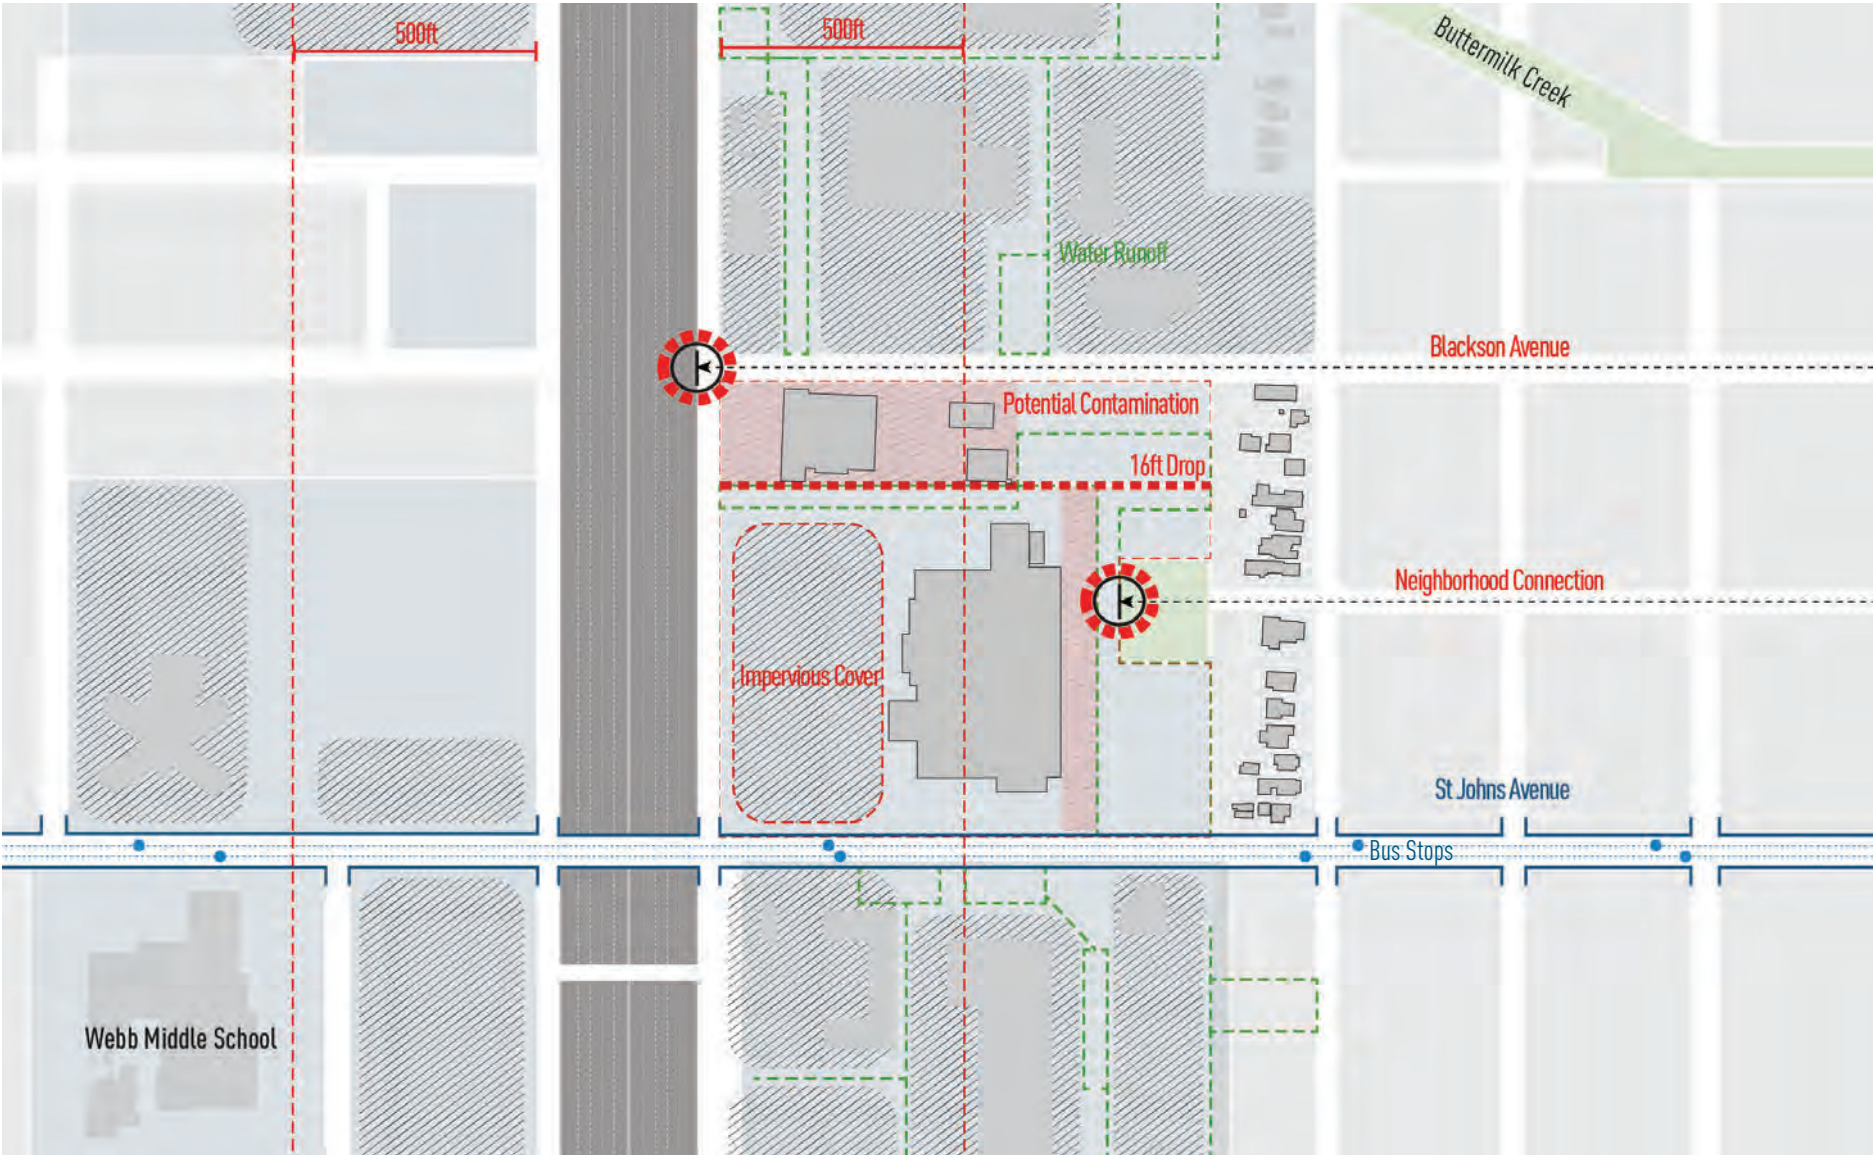 500ft
500ft
Buttermilk Creek
Water Runoff
Blackson Avenue
Potential Contamination
16ft Drop
Neighborhood Connection
Impervious Cover
St Johns Avenue
Bus Stops
Webb Middle School